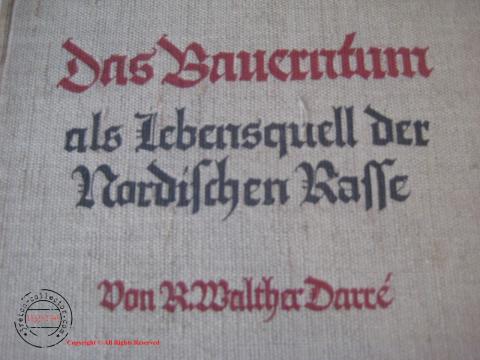 Das Bauerntum
als Lebensquell der
Nordiſchen Raſſe
Von R. Walther Darré
Copyright © All Rights Reserved